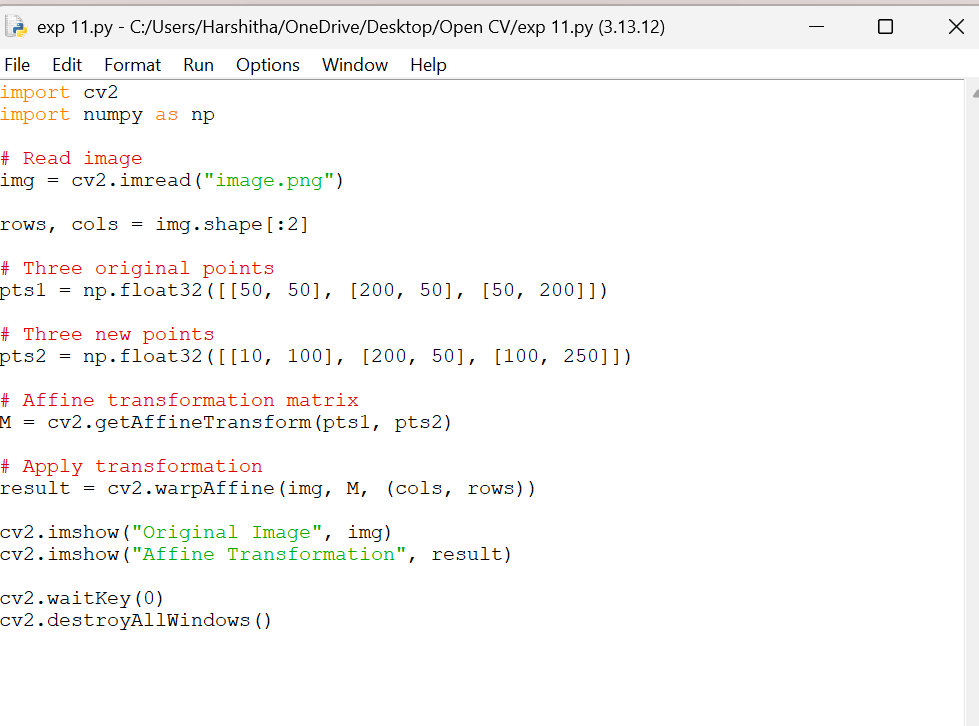 exp 11.py - C:/Users/Harshitha/OneDrive/Desktop/Open CV/exp 11.py (3.13.12)
File Edit Format Run Options Window Help
import cv2
import numpy as np
# Read image
img = cv2.imread("image.png")
rows, cols = img.shape[:2]
# Three original points
pts1 = np.float32([[50, 50], [200, 50], [50, 200]])
# Three new points
pts2 = np.float32([[10, 100], [200, 50], [100, 250]])
# Affine transformation matrix
M = cv2.getAffineTransform(pts1, pts2)
# Apply transformation
result = cv2.warpAffine(img, M, (cols, rows))
cv2.imshow("Original Image", img)
cv2.imshow("Affine Transformation", result)
cv2.waitKey(0)
cv2.destroyAllWindows()